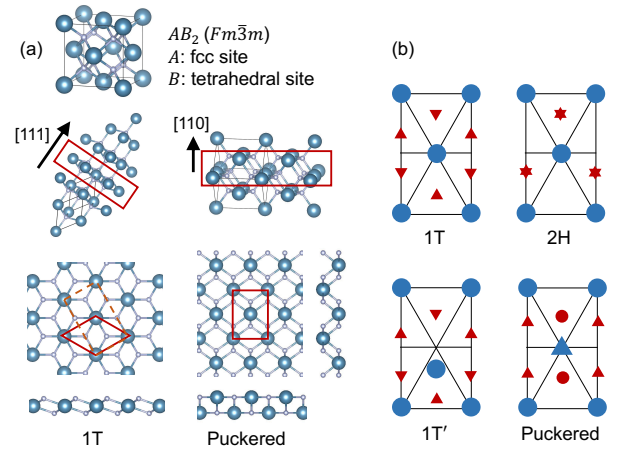 (a)
AB₂ (Fm3̅m)
A: fcc site
B: tetrahedral site
(b)
[111]
[110]
1T
2H
1T
Puckered
1T′
Puckered